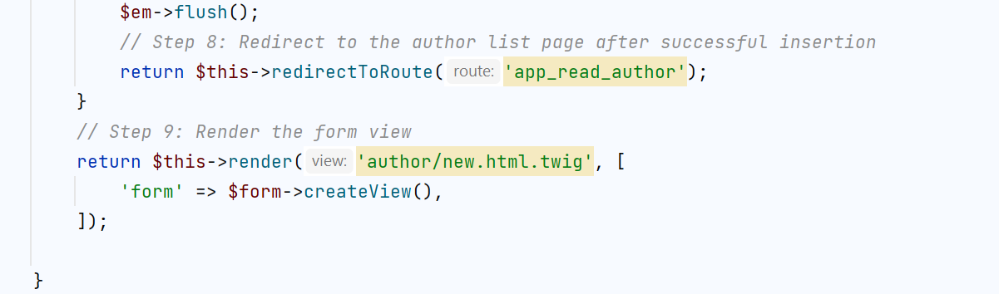 $em->flush();
// Step 8: Redirect to the author list page after successful insertion
return $this->redirectToRoute( route: 'app_read_author');
}
// Step 9: Render the form view
return $this->render( view: 'author/new.html.twig', [
'form' => $form->createView(),
]);
}